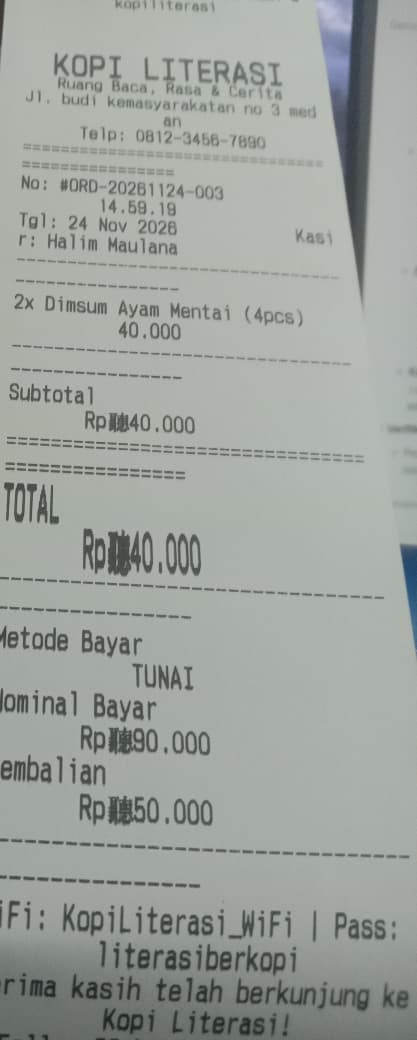 kopiliterasi
KOPI LITERASI
Ruang Baca, Rasa & Cerita
Jl. budi kemasyarakatan no 3 med
an
Telp: 0812-3456-7890
================================
================
No: #ORD-20261124-003
14.59.19
Tgl: 24 Nov 2026 Kasi
r: Halim Maulana
--------------------------------
----------------
2x Dimsum Ayam Mentai (4pcs)
40.000
--------------------------------
----------------
Subtotal
Rp聽40.000
================================
================
TOTAL
Rp聽40.000
--------------------------------
----------------
Metode Bayar
TUNAI
Nominal Bayar
Rp聽90.000
embalian
Rp聽50.000
--------------------------------
----------------
iFi: KopiLiterasi_WiFi | Pass:
literasiberkopi
erima kasih telah berkunjung ke
Kopi Literasi!